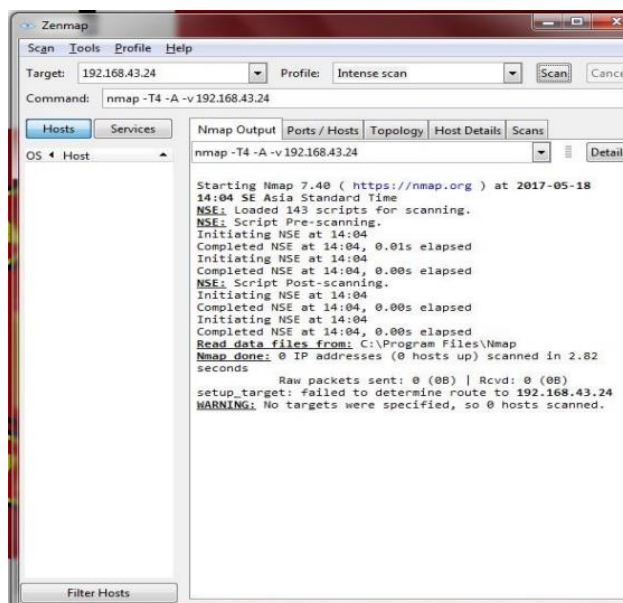 Zenmap
Scan Tools Profile Help
Target: 192.168.43.24 Profile: Intense scan Scan Cance
Command: nmap -T4 -A -v 192.168.43.24
Hosts Services
OS Host
Nmap Output Ports / Hosts Topology Host Details Scans
nmap -T4 -A -v 192.168.43.24 Detail
Starting Nmap 7.40 ( https://nmap.org ) at 2017-05-18
14:04 SE Asia Standard Time
NSE: Loaded 143 scripts for scanning.
NSE: Script Pre-scanning.
Initiating NSE at 14:04
Completed NSE at 14:04, 0.01s elapsed
Initiating NSE at 14:04
Completed NSE at 14:04, 0.00s elapsed
NSE: Script Post-scanning.
Initiating NSE at 14:04
Completed NSE at 14:04, 0.00s elapsed
Initiating NSE at 14:04
Completed NSE at 14:04, 0.00s elapsed
Read data files from: C:\Program Files\Nmap
Nmap done: 0 IP addresses (0 hosts up) scanned in 2.82
seconds
Raw packets sent: 0 (0B) | Rcvd: 0 (0B)
setup_target: failed to determine route to 192.168.43.24
WARNING: No targets were specified, so 0 hosts scanned.
Filter Hosts